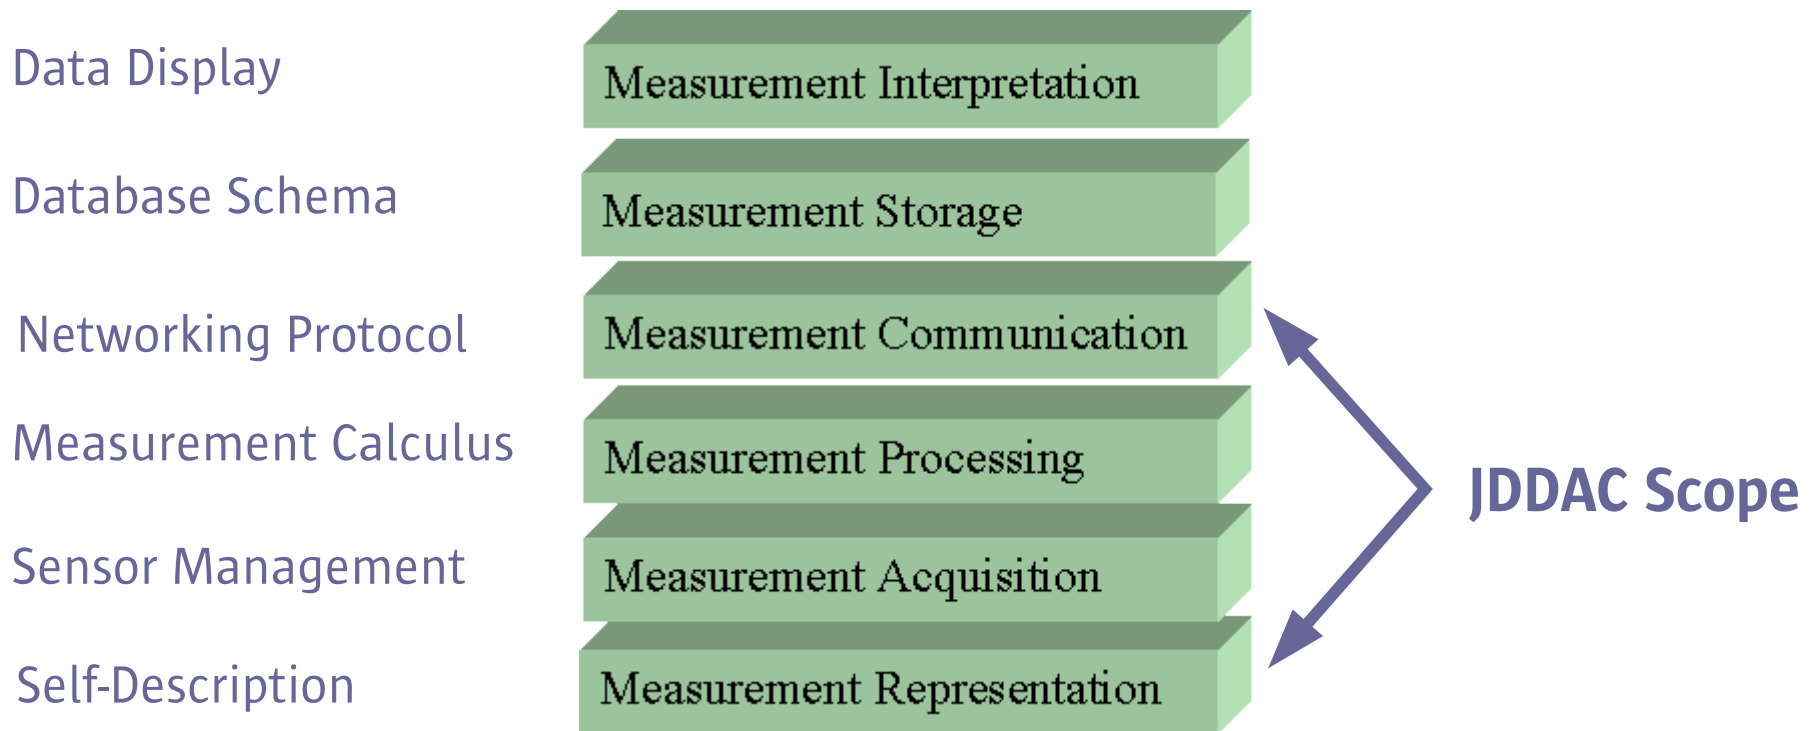 Data Display
Measurement Interpretation
Database Schema
Measurement Storage
Networking Protocol
Measurement Communication
Measurement Calculus
Measurement Processing
JDDAC Scope
Sensor Management
Measurement Acquisition
Self-Description
Measurement Representation